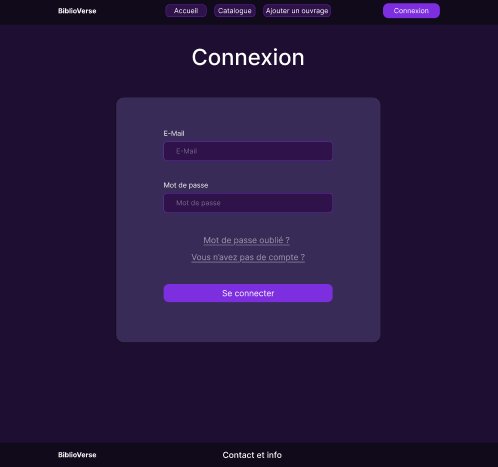 BiblioVerse
Accueil
Catalogue
Ajouter un ouvrage
Connexion
Connexion
E-Mail
E-Mail
Mot de passe
Mot de passe
Mot de passe oublié ?
Vous n'avez pas de compte ?
Se connecter
BiblioVerse
Contact et info